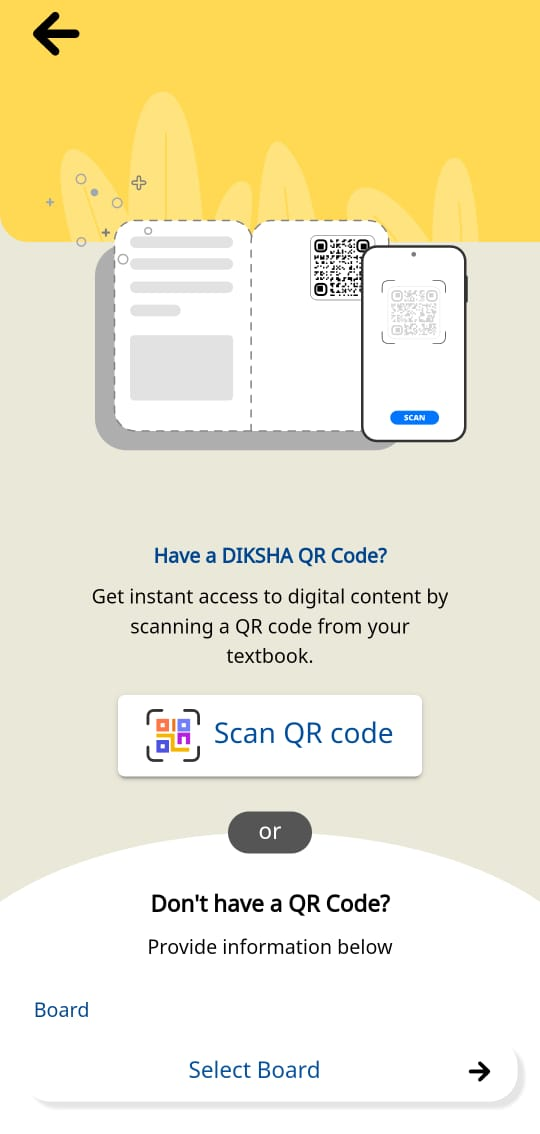 SCAN
Have a DIKSHA QR Code?
Get instant access to digital content by
scanning a QR code from your
textbook.
Scan QR code
or
Don't have a QR Code?
Provide information below
Board
Select Board